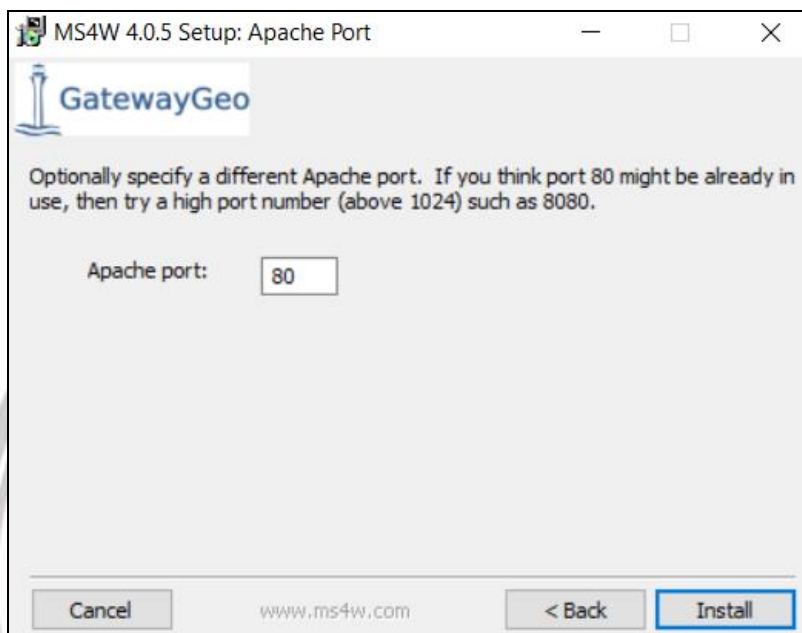 MS4W 4.0.5 Setup: Apache Port
GatewayGeo
Optionally specify a different Apache port. If you think port 80 might be already in
use, then try a high port number (above 1024) such as 8080.
Apache port: 80
Cancel www.ms4w.com < Back Install